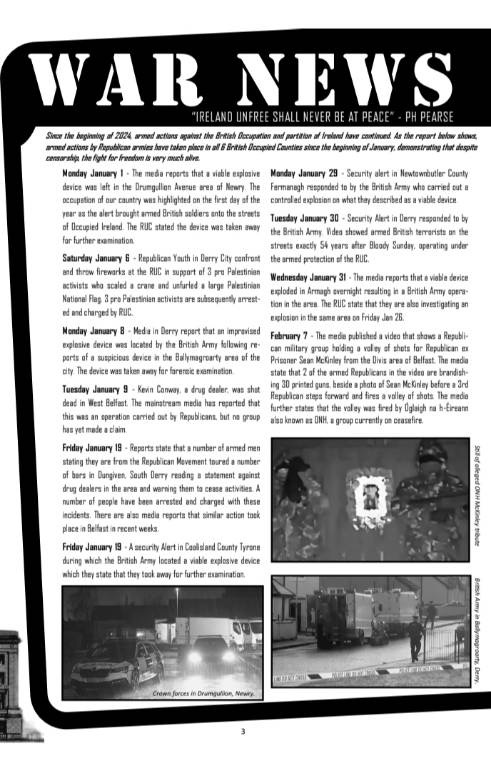 WAR NEWS
"IRELAND UNFREE SHALL NEVER BE AT PEACE" - PH PEARSE
Since the beginning of 2024, armed actions against the British Occupation and partition of Ireland have continued. As the report below shows,
armed actions by Republican armies have taken place in all 6 British Occupied Counties since the beginning of January, demonstrating that despite
censorship, the fight for freedom is very much alive.
Monday January 1 - The media reports that a viable explosive
device was left in the Drumgullion Avenue area of Newry. The
occupation of our country was highlighted on the first day of the
year as the alert brought armed British soldiers onto the streets
of Occupied Ireland. The RUC stated the device was taken away
for further examination.
Saturday January 6 - Republican Youth in Derry City confront
and throw fireworks at the RUC in support of 3 pro Palestinian
activists who scaled a crane and unfurled a large Palestinian
National Flag. 3 pro Palestinian activists are subsequently arrest-
ed and charged by RUC.
Monday January 8 - Media in Derry report that an improvised
explosive device was located by the British Army following re-
ports of a suspicious device in the Ballymagroarty area of the
city. The device was taken away for forensic examination.
Tuesday January 9 - Kevin Conway, a drug dealer, was shot
dead in West Belfast. The mainstream media has reported that
this was an operation carried out by Republicans, but no group
has yet made a claim.
Friday January 19 - Reports state that a number of armed men
stating they are from the Republican Movement toured a number
of bars in Dungiven, South Derry reading a statement against
drug dealers in the area and warning them to cease activities. A
number of people have been arrested and charged with these
incidents. There are also media reports that similar action took
place in Belfast in recent weeks.
Friday January 19 - A security Alert in Coalisland County Tyrone
during which the British Army located a viable explosive device
which they state that they took away for further examination.
Crown forces in Drumgullion, Newry.
Monday January 29 - Security alert in Newtownbutler County
Fermanagh responded to by the British Army who carried out a
controlled explosion on what they described as a viable device.
Tuesday January 30 - Security Alert in Derry responded to by
the British Army. Video showed armed British terrorists on the
streets exactly 54 years after Bloody Sunday, operating under
the armed protection of the RUC.
Wednesday January 31 - The media reports that a viable device
exploded in Armagh overnight resulting in a British Army opera-
tion in the area. The RUC state that they are also investigating an
explosion in the same area on Friday Jan 26.
February 7 - The media published a video that shows a Republi-
can military group holding a volley of shots for Republican ex
Prisoner Sean McKinley from the Divis area of Belfast. The media
state that 2 of the armed Republicans in the video are brandish-
ing 3D printed guns, beside a photo of Sean McKinley before a 3rd
Republican steps forward and fires a volley of shots. The media
further states that the volley was fired by Óglaigh na h-Éireann
also known as ONH, a group currently on ceasefire.
Still of alleged ONH McKinley tribute
British Army in Ballymagroarty, Derry
3